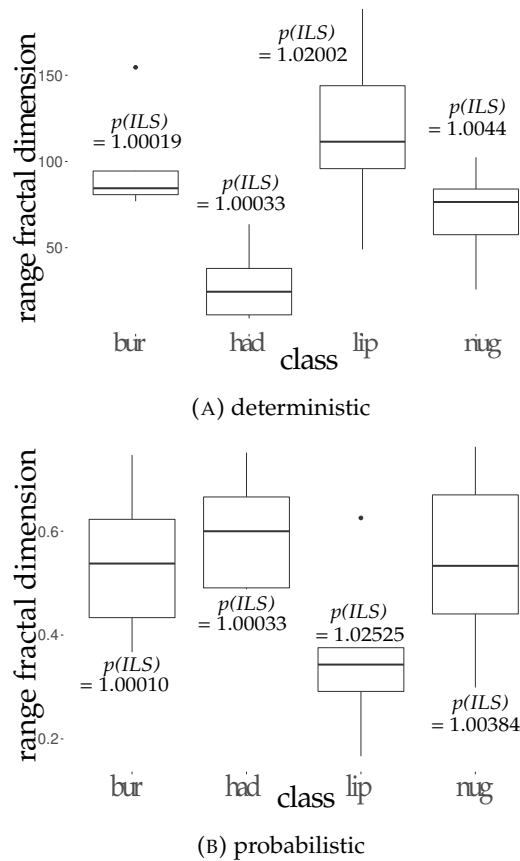 range fractal dimension
150
100
50
p(ILS)
= 1.00019
p(ILS)
= 1.00033
p(ILS)
= 1.02002
p(ILS)
= 1.0044
bur had lip nug
class
(A) deterministic
range fractal dimension
0.6
0.4
0.2
p(ILS)
= 1.00010
p(ILS)
= 1.00033
p(ILS)
= 1.02525
p(ILS)
= 1.00384
bur had lip nug
class
(B) probabilistic